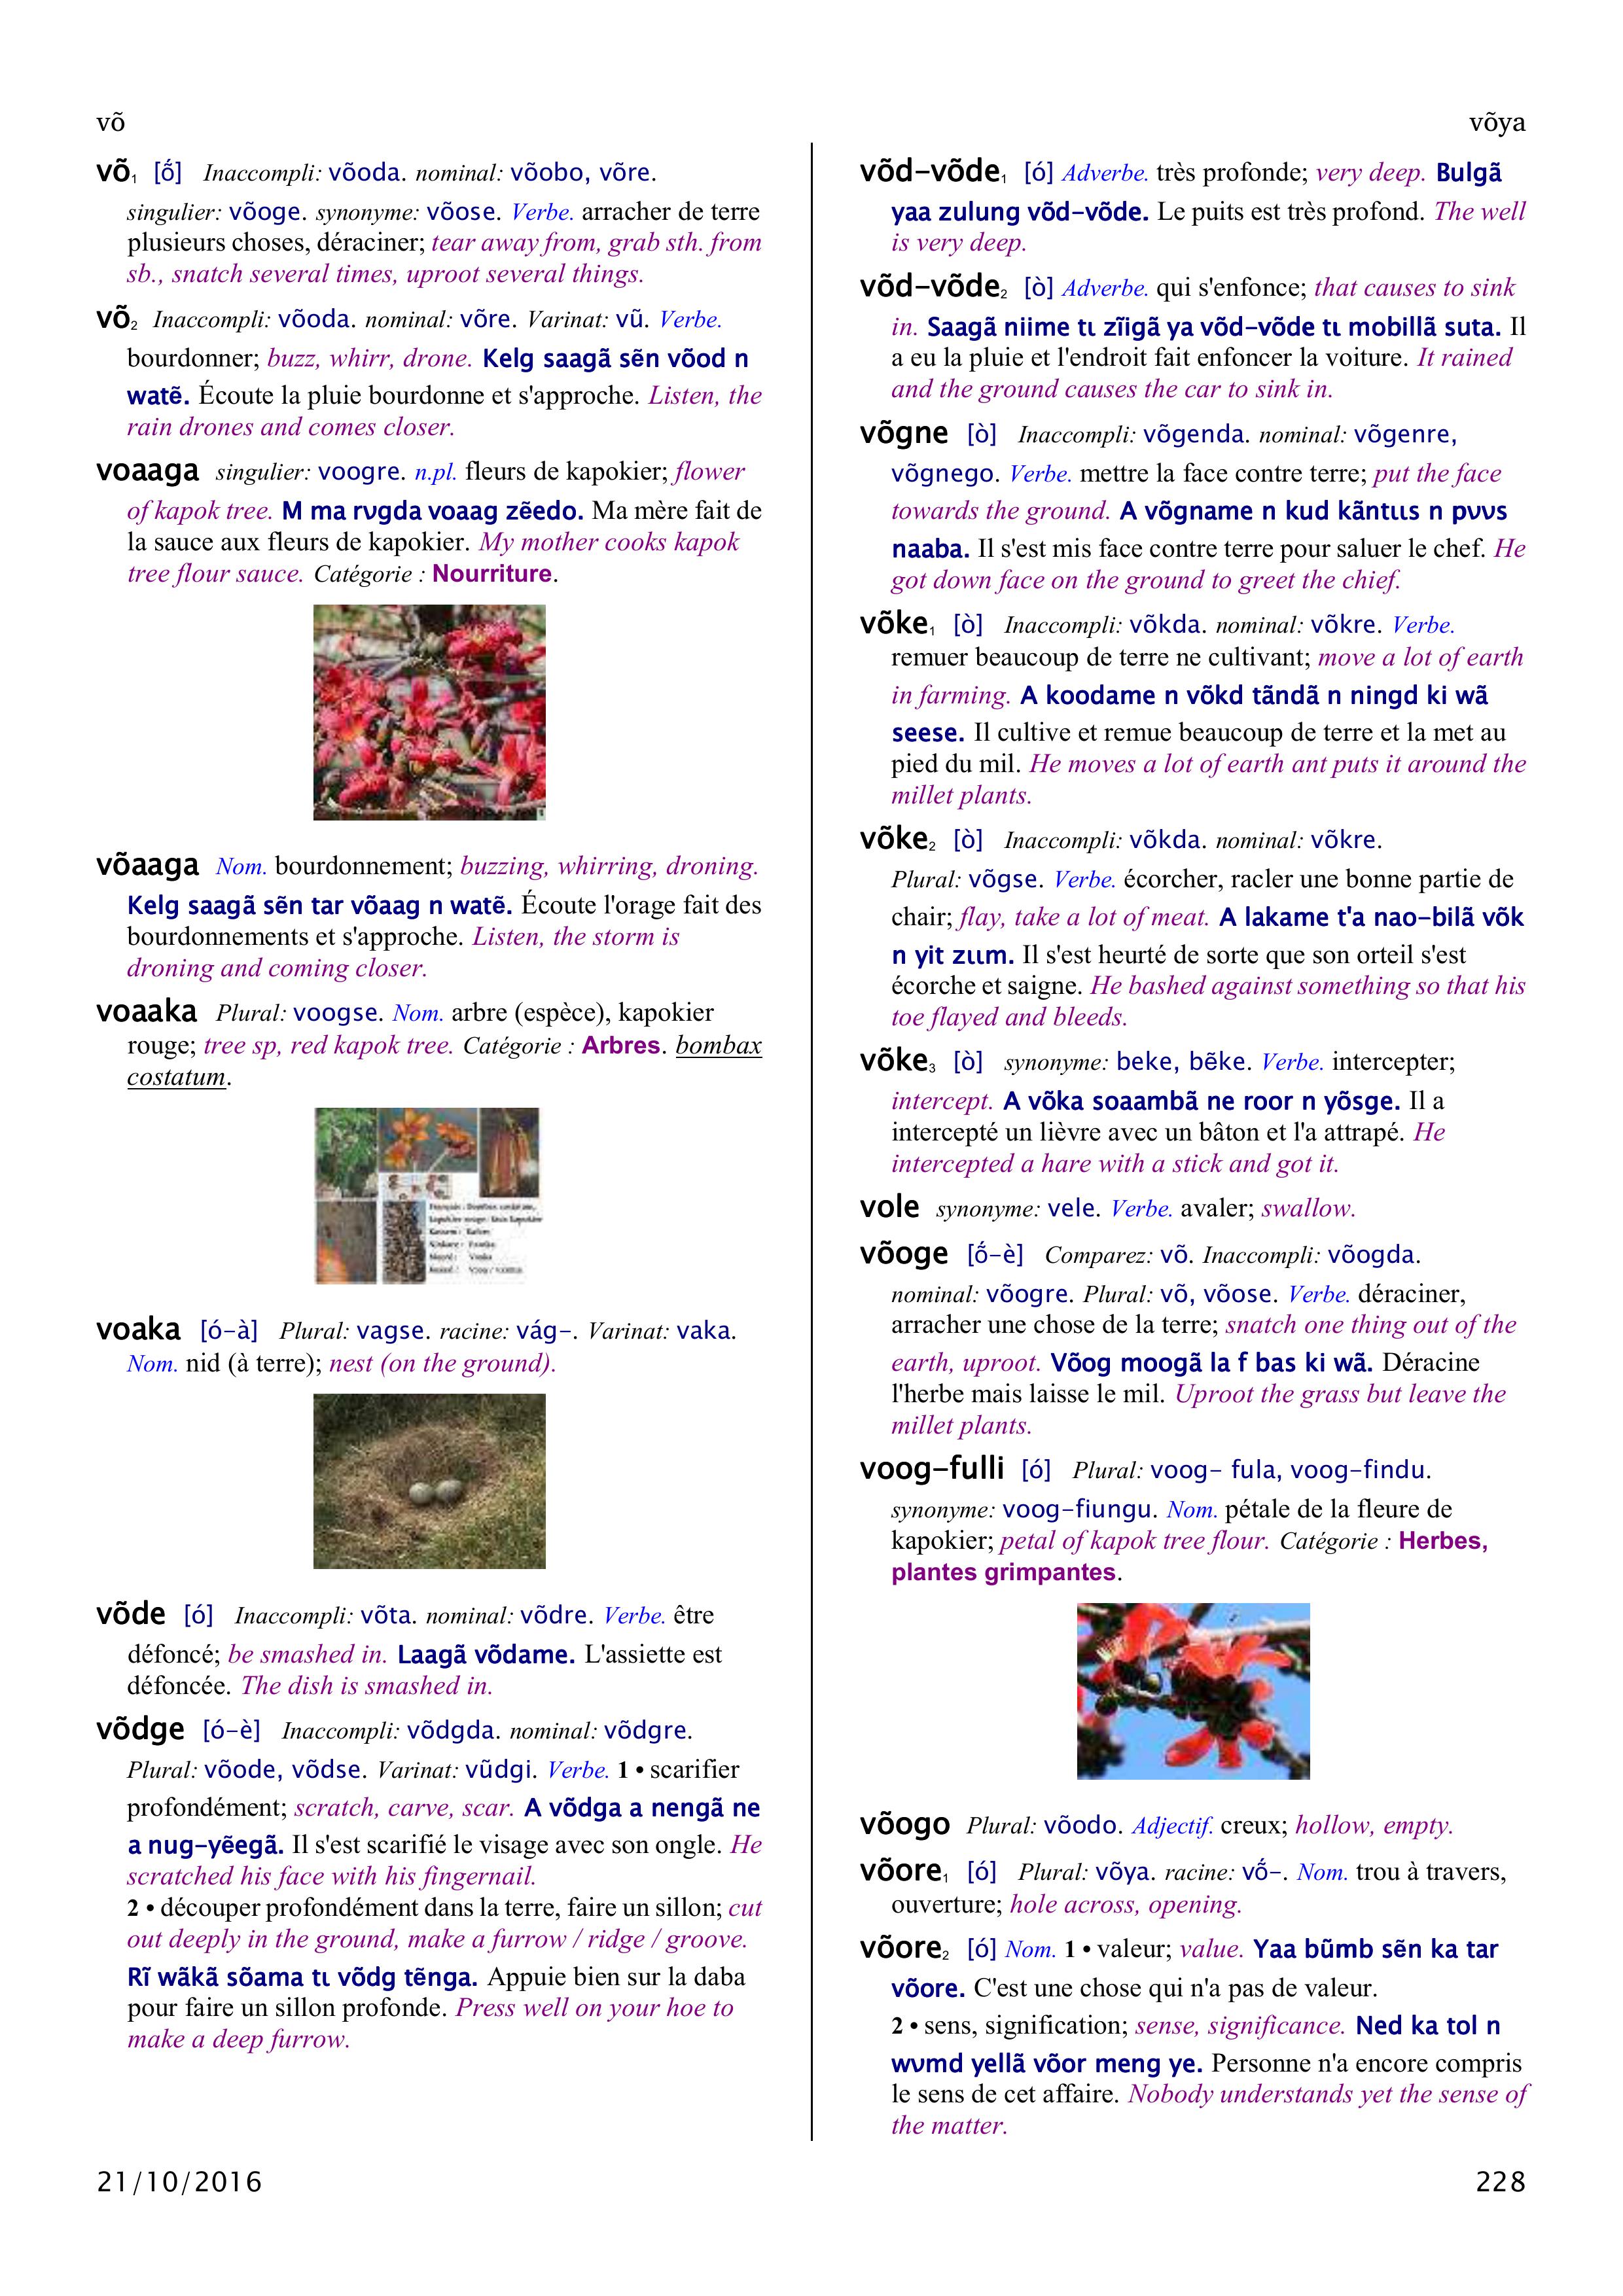 võ
võya
võ₁ [ṍ] Inaccompli: võoda. nominal: võobo, võre.
singulier: võoge. synonyme: võose. Verbe. arracher de terre
plusieurs choses, déraciner; tear away from, grab sth. from
sb., snatch several times, uproot several things.
võ₂ Inaccompli: võoda. nominal: võre. Varinat: vũ. Verbe.
bourdonner; buzz, whirr, drone. Kelg saagã sẽn võod n
watẽ. Écoute la pluie bourdonne et s'approche. Listen, the
rain drones and comes closer.
voaaga singulier: voogre. n.pl. fleurs de kapokier; flower
of kapok tree. M ma rʋgda voaag zẽedo. Ma mère fait de
la sauce aux fleurs de kapokier. My mother cooks kapok
tree flour sauce. Catégorie : Nourriture.
võaaga Nom. bourdonnement; buzzing, whirring, droning.
Kelg saagã sẽn tar võaag n watẽ. Écoute l'orage fait des
bourdonnements et s'approche. Listen, the storm is
droning and coming closer.
voaaka Plural: voogse. Nom. arbre (espèce), kapokier
rouge; tree sp, red kapok tree. Catégorie : Arbres. bombax
costatum.
voaka [ó-à] Plural: vagse. racine: vág-. Varinat: vaka.
Nom. nid (à terre); nest (on the ground).
võde [ó] Inaccompli: võta. nominal: võdre. Verbe. être
défoncé; be smashed in. Laagã võdame. L'assiette est
défoncée. The dish is smashed in.
võdge [ó-è] Inaccompli: võdgda. nominal: võdgre.
Plural: võode, võdse. Varinat: vũdgi. Verbe. 1 • scarifier
profondément; scratch, carve, scar. A võdga a nengã ne
a nug-yẽegã. Il s'est scarifié le visage avec son ongle. He
scratched his face with his fingernail.
2 • découper profondément dans la terre, faire un sillon; cut
out deeply in the ground, make a furrow / ridge / groove.
Rĩ wãkã sõama tɩ võdg tẽnga. Appuie bien sur la daba
pour faire un sillon profonde. Press well on your hoe to
make a deep furrow.
võd-võde₁ [ó] Adverbe. très profonde; very deep. Bulgã
yaa zulung võd-võde. Le puits est très profond. The well
is very deep.
võd-võde₂ [ò] Adverbe. qui s'enfonce; that causes to sink
in. Saagã niime tɩ zĩigã ya võd-võde tɩ mobillã suta. Il
a eu la pluie et l'endroit fait enfoncer la voiture. It rained
and the ground causes the car to sink in.
võgne [ò] Inaccompli: võgenda. nominal: võgenre,
võgnego. Verbe. mettre la face contre terre; put the face
towards the ground. A võgname n kud kãntɩɩs n pʋʋs
naaba. Il s'est mis face contre terre pour saluer le chef. He
got down face on the ground to greet the chief.
võke₁ [ò] Inaccompli: võkda. nominal: võkre. Verbe.
remuer beaucoup de terre ne cultivant; move a lot of earth
in farming. A koodame n võkd tãndã n ningd ki wã
seese. Il cultive et remue beaucoup de terre et la met au
pied du mil. He moves a lot of earth ant puts it around the
millet plants.
võke₂ [ò] Inaccompli: võkda. nominal: võkre.
Plural: võgse. Verbe. écorcher, racler une bonne partie de
chair; flay, take a lot of meat. A lakame t'a nao-bilã võk
n yit zɩɩm. Il s'est heurté de sorte que son orteil s'est
écorche et saigne. He bashed against something so that his
toe flayed and bleeds.
võke₃ [ò] synonyme: beke, bẽke. Verbe. intercepter;
intercept. A võka soaambã ne roor n yõsge. Il a
intercepté un lièvre avec un bâton et l'a attrapé. He
intercepted a hare with a stick and got it.
vole synonyme: vele. Verbe. avaler; swallow.
võoge [ṍ-è] Comparez: võ. Inaccompli: võogda.
nominal: võogre. Plural: võ, võose. Verbe. déraciner,
arracher une chose de la terre; snatch one thing out of the
earth, uproot. Võog moogã la f bas ki wã. Déracine
l'herbe mais laisse le mil. Uproot the grass but leave the
millet plants.
voog-fulli [ó] Plural: voog- fula, voog-findu.
synonyme: voog-fiungu. Nom. pétale de la fleure de
kapokier; petal of kapok tree flour. Catégorie : Herbes,
plantes grimpantes.
võogo Plural: võodo. Adjectif. creux; hollow, empty.
võore₁ [ó] Plural: võya. racine: vṍ-. Nom. trou à travers,
ouverture; hole across, opening.
võore₂ [ó] Nom. 1 • valeur; value. Yaa bũmb sẽn ka tar
võore. C'est une chose qui n'a pas de valeur.
2 • sens, signification; sense, significance. Ned ka tol n
wʋmd yellã võor meng ye. Personne n'a encore compris
le sens de cet affaire. Nobody understands yet the sense of
the matter.
21/10/2016
228